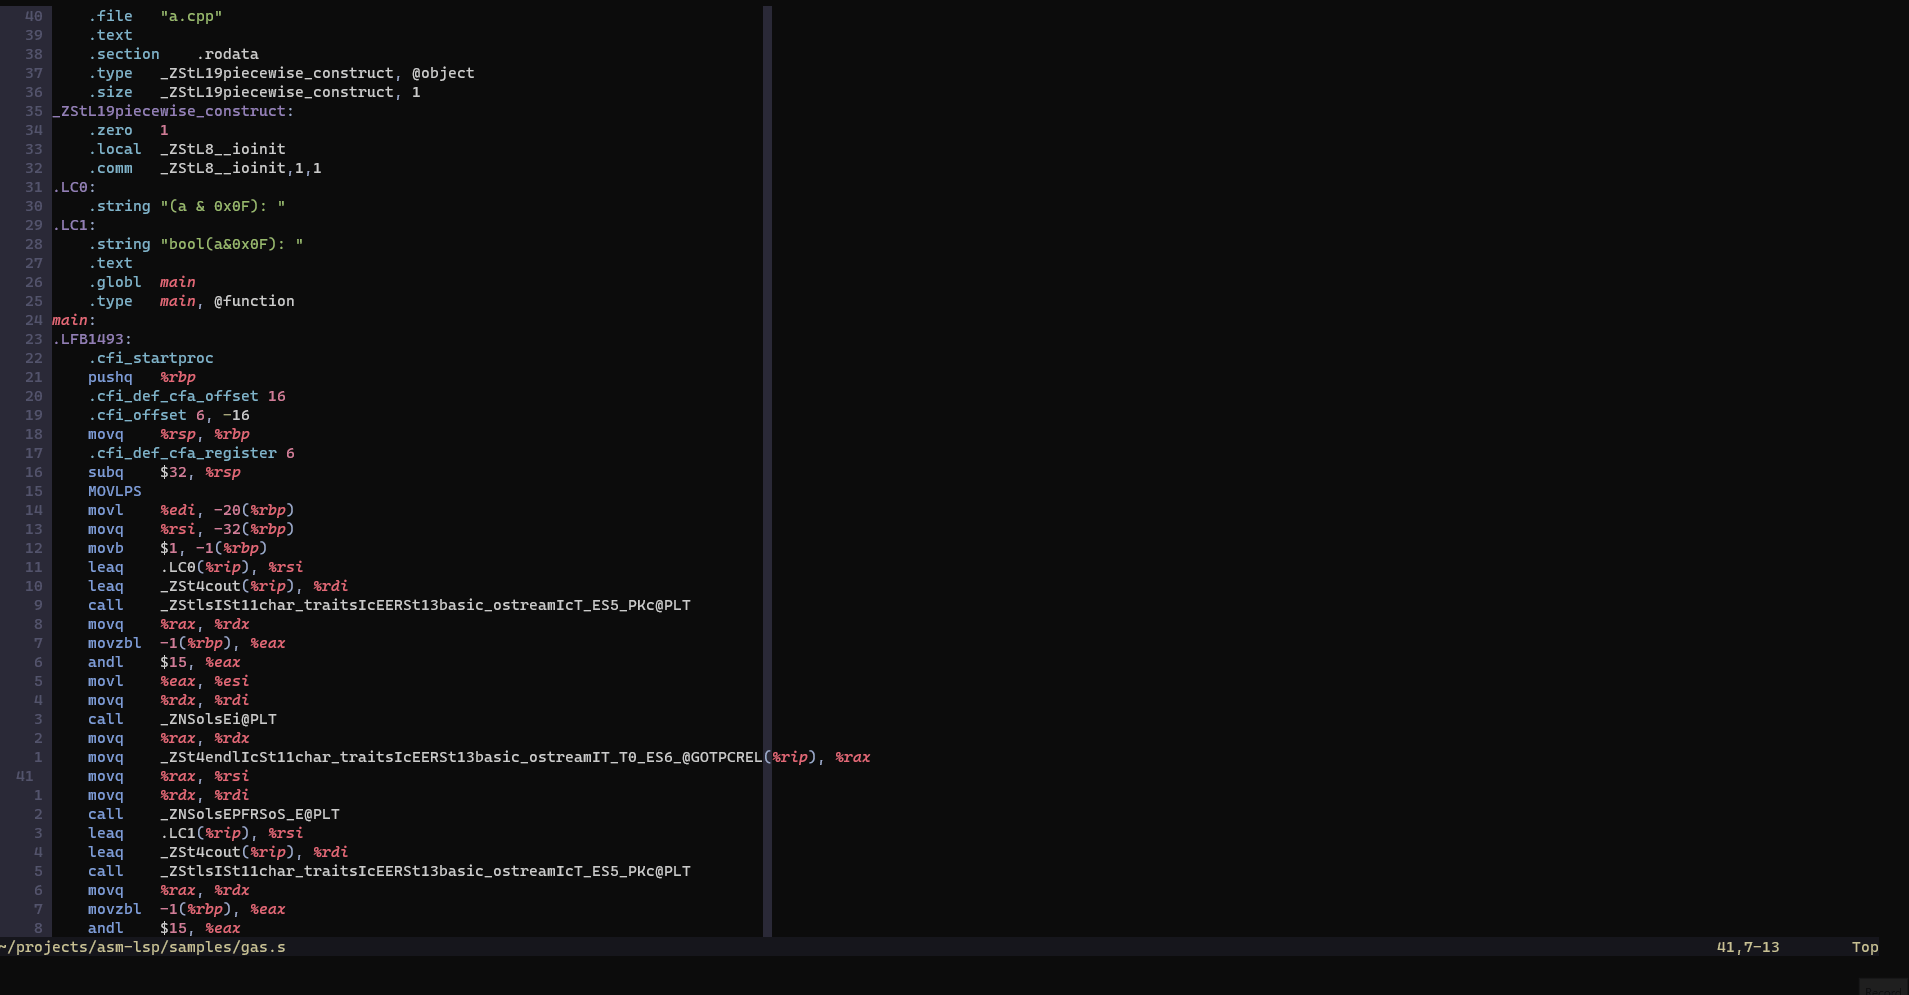 40 .file "a.cpp"
39 .text
38 .section .rodata
37 .type _ZStL19piecewise_construct, @object
36 .size _ZStL19piecewise_construct, 1
35 _ZStL19piecewise_construct:
34 .zero 1
33 .local _ZStL8__ioinit
32 .comm _ZStL8__ioinit,1,1
31 .LC0:
30 .string "(a & 0x0F): "
29 .LC1:
28 .string "bool(a&0x0F): "
27 .text
26 .globl main
25 .type main, @function
24 main:
23 .LFB1493:
22 .cfi_startproc
21 pushq %rbp
20 .cfi_def_cfa_offset 16
19 .cfi_offset 6, -16
18 movq %rsp, %rbp
17 .cfi_def_cfa_register 6
16 subq $32, %rsp
15 MOVLPS
14 movl %edi, -20(%rbp)
13 movq %rsi, -32(%rbp)
12 movb $1, -1(%rbp)
11 leaq .LC0(%rip), %rsi
10 leaq _ZSt4cout(%rip), %rdi
9 call _ZStlsISt11char_traitsIcEERSt13basic_ostreamIcT_ES5_PKc@PLT
8 movq %rax, %rdx
7 movzbl -1(%rbp), %eax
6 andl $15, %eax
5 movl %eax, %esi
4 movq %rdx, %rdi
3 call _ZNSolsEi@PLT
2 movq %rax, %rdx
1 movq _ZSt4endlIcSt11char_traitsIcEERSt13basic_ostreamIT_T0_ES6_@GOTPCREL(%rip), %rax
41 movq %rax, %rsi
1 movq %rdx, %rdi
2 call _ZNSolsEPFRSoS_E@PLT
3 leaq .LC1(%rip), %rsi
4 leaq _ZSt4cout(%rip), %rdi
5 call _ZStlsISt11char_traitsIcEERSt13basic_ostreamIcT_ES5_PKc@PLT
6 movq %rax, %rdx
7 movzbl -1(%rbp), %eax
8 andl $15, %eax
~/projects/asm-lsp/samples/gas.s 41,7-13 Top